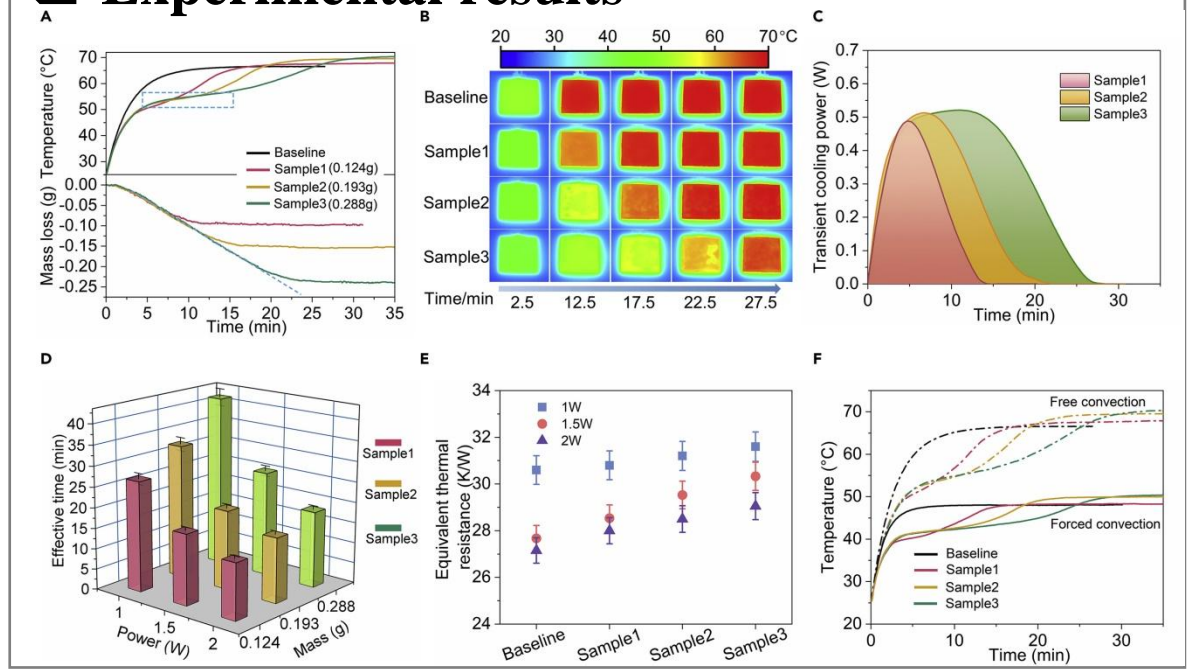 Experimental results
A
Temperature (°C)
70
60
50
40
30
Baseline
Sample1 (0.124g)
Sample2 (0.193g)
Sample3 (0.288g)
Mass loss (g)
0.00
-0.05
-0.10
-0.15
-0.20
-0.25
0 5 10 15 20 25 30 35
Time (min)
B
20 30 40 50 60 70 °C
Baseline
Sample1
Sample2
Sample3
Time/min 2.5 12.5 17.5 22.5 27.5
C
Transient cooling power (W)
0.7
0.6
0.5
0.4
0.3
0.2
0.1
0.0
Sample1
Sample2
Sample3
0 10 20 30
Time (min)
D
Effective time (min)
40
35
30
25
20
15
10
5
0
Sample1
Sample2
Sample3
1
1.5
2
Power (W)
0.124
0.193
0.288
Mass (g)
E
Equivalent thermal
resistance (K/W)
34
32
30
28
26
24
1W
1.5W
2W
Baseline Sample1 Sample2 Sample3
F
Temperature (°C)
70
60
50
40
30
20
Free convection
Forced convection
Baseline
Sample1
Sample2
Sample3
0 10 20 30
Time (min)